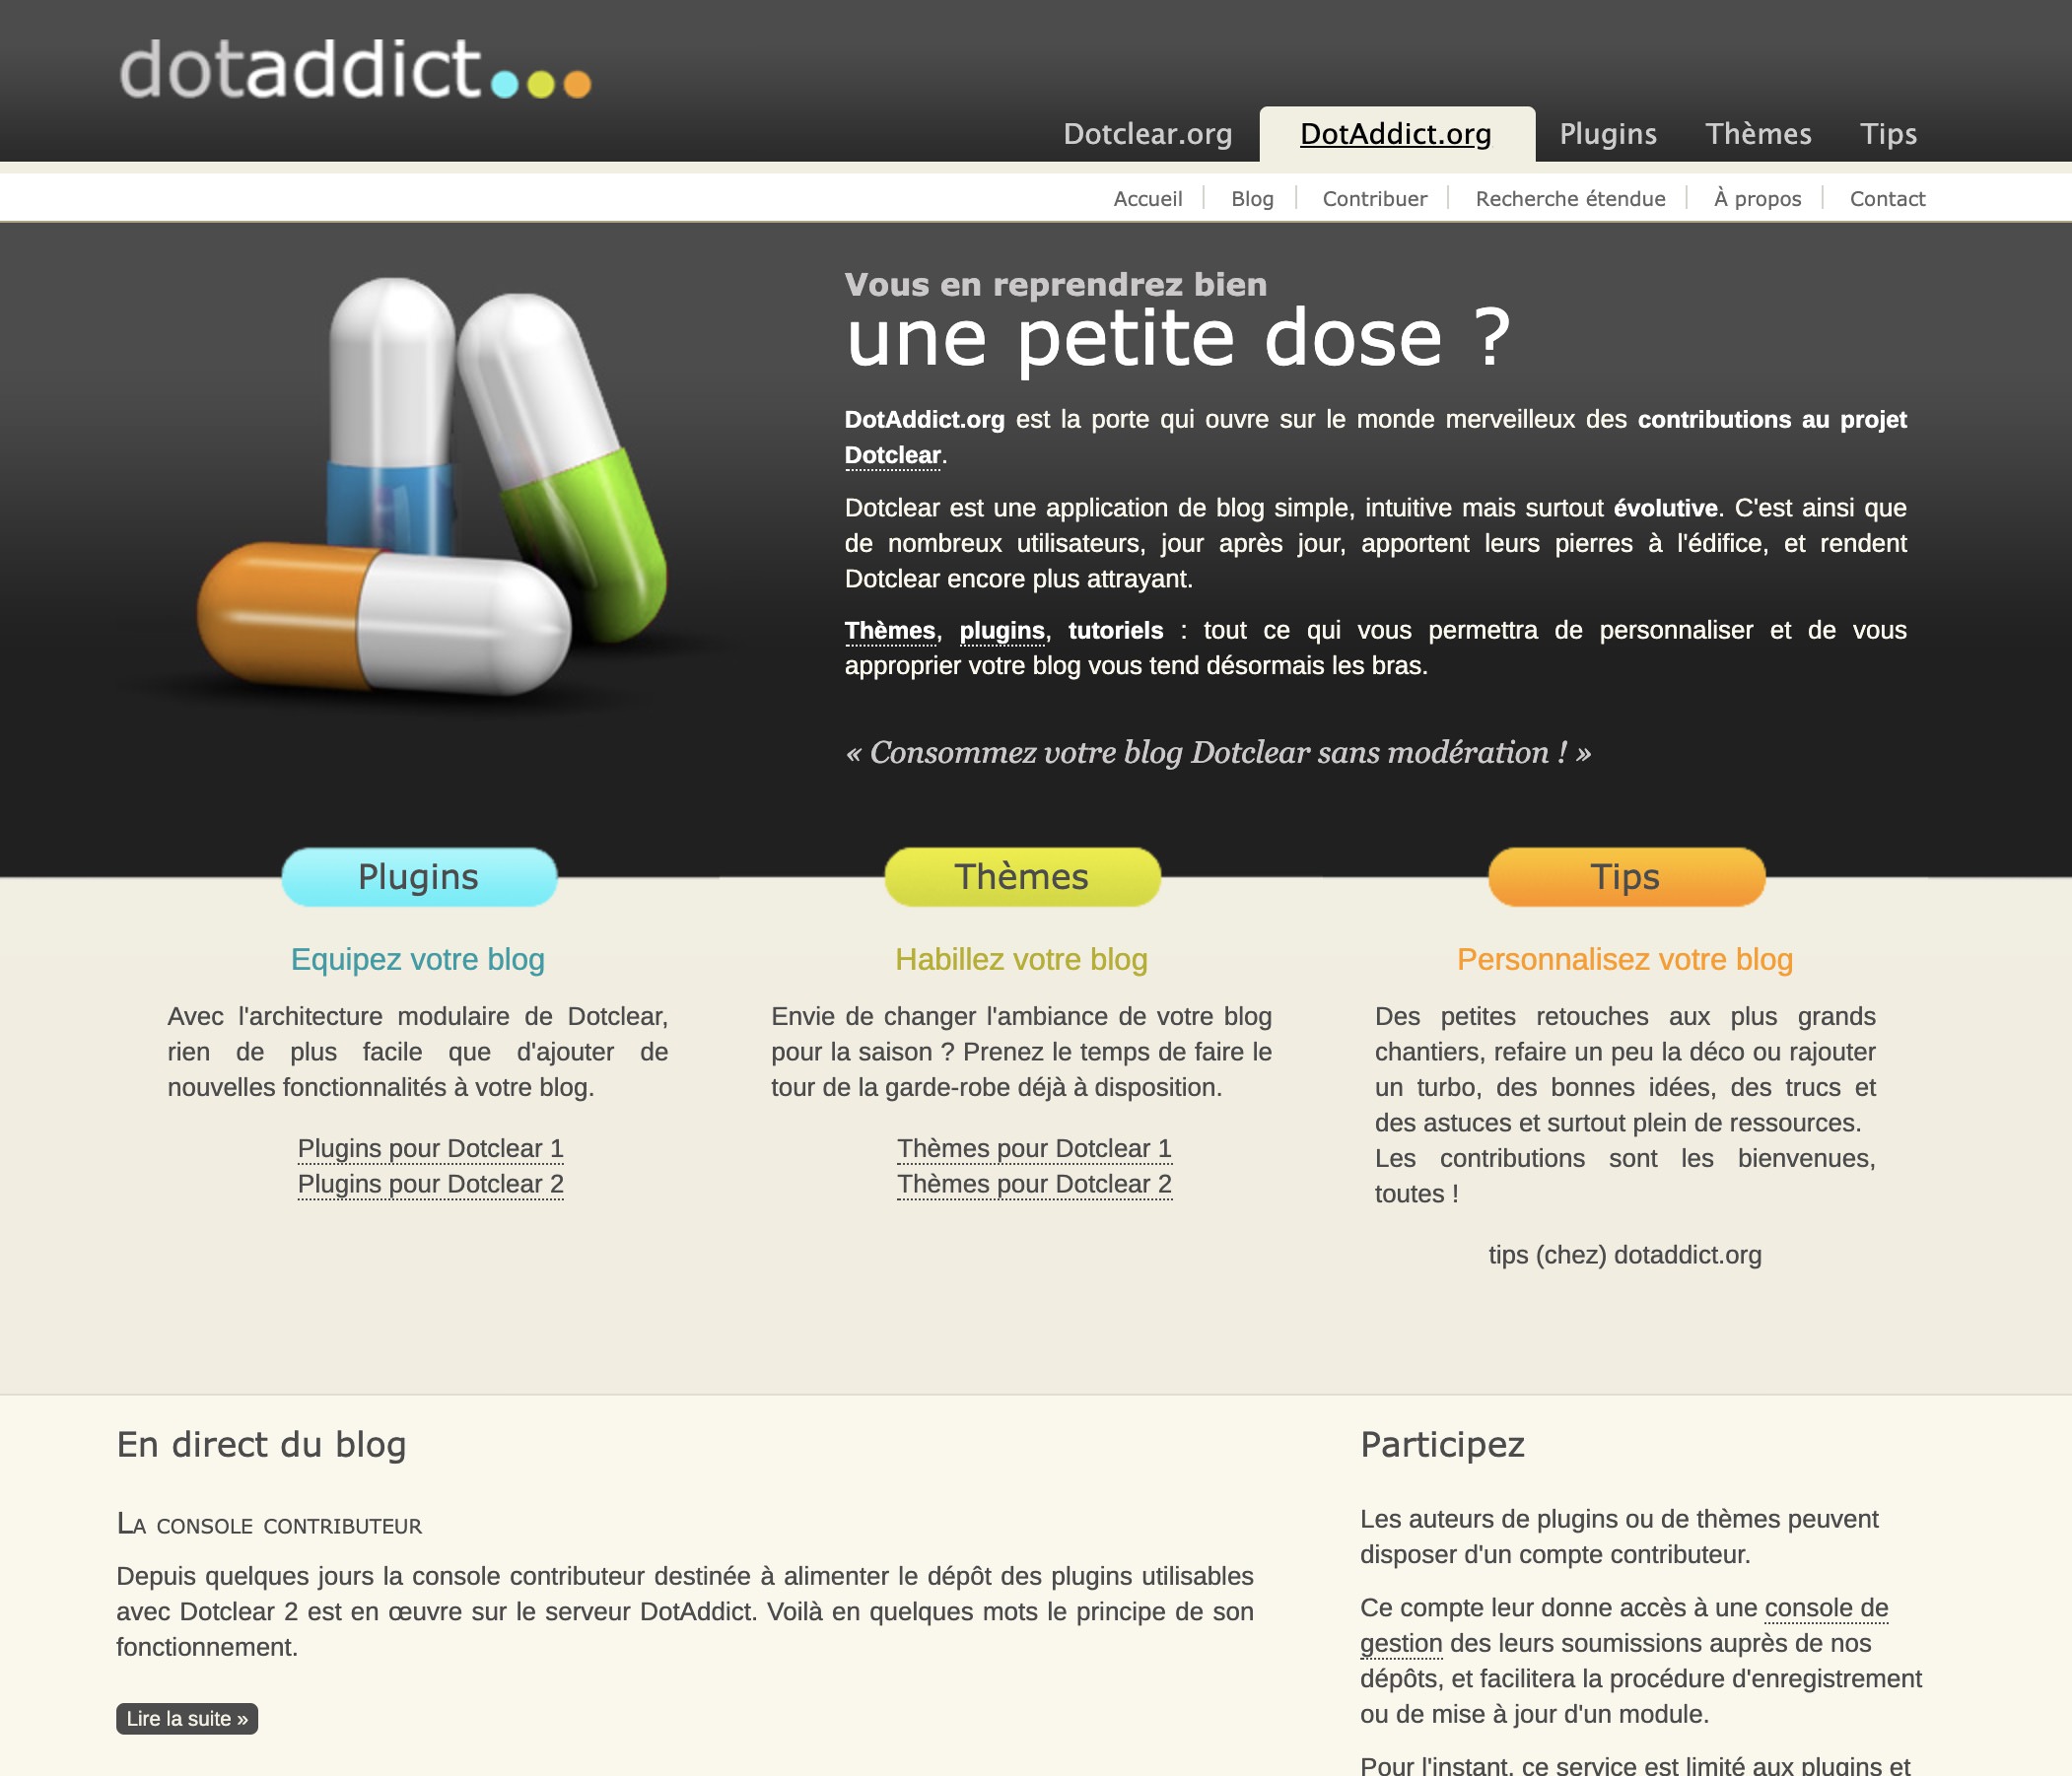 dotaddict
Dotclear.org DotAddict.org Plugins Thèmes Tips
Accueil Blog Contribuer Recherche étendue À propos Contact
Vous en reprendrez bien
une petite dose ?
DotAddict.org est la porte qui ouvre sur le monde merveilleux des contributions au projet
Dotclear.
Dotclear est une application de blog simple, intuitive mais surtout évolutive. C'est ainsi que
de nombreux utilisateurs, jour après jour, apportent leurs pierres à l'édifice, et rendent
Dotclear encore plus attrayant.
Thèmes, plugins, tutoriels : tout ce qui vous permettra de personnaliser et de vous
approprier votre blog vous tend désormais les bras.
« Consommez votre blog Dotclear sans modération ! »
Plugins
Equipez votre blog
Avec l'architecture modulaire de Dotclear,
rien de plus facile que d'ajouter de
nouvelles fonctionnalités à votre blog.
Plugins pour Dotclear 1
Plugins pour Dotclear 2
Thèmes
Habillez votre blog
Envie de changer l'ambiance de votre blog
pour la saison ? Prenez le temps de faire le
tour de la garde-robe déjà à disposition.
Thèmes pour Dotclear 1
Thèmes pour Dotclear 2
Tips
Personnalisez votre blog
Des petites retouches aux plus grands
chantiers, refaire un peu la déco ou rajouter
un turbo, des bonnes idées, des trucs et
des astuces et surtout plein de ressources.
Les contributions sont les bienvenues,
toutes !
tips (chez) dotaddict.org
En direct du blog
La console contributeur
Depuis quelques jours la console contributeur destinée à alimenter le dépôt des plugins utilisables
avec Dotclear 2 est en œuvre sur le serveur DotAddict. Voilà en quelques mots le principe de son
fonctionnement.
Lire la suite »
Participez
Les auteurs de plugins ou de thèmes peuvent
disposer d'un compte contributeur.
Ce compte leur donne accès à une console de
gestion des leurs soumissions auprès de nos
dépôts, et facilitera la procédure d'enregistrement
ou de mise à jour d'un module.
Pour l'instant, ce service est limité aux plugins et